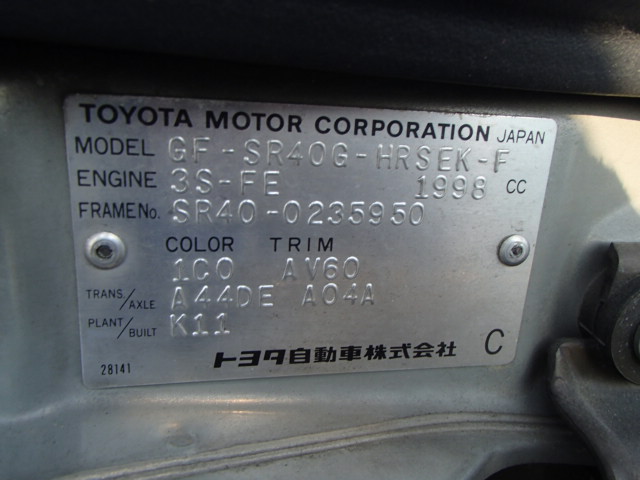 TOYOTA MOTOR CORPORATION JAPAN
MODEL GF-SR40G-HRSEK-F
ENGINE 3S-FE 1998 CC
FRAME No. SR40-0235950
COLOR TRIM
1C0 AV60
TRANS/AXLE A44DE A04A
PLANT/BUILT K11
28141 トヨタ自動車株式会社 C